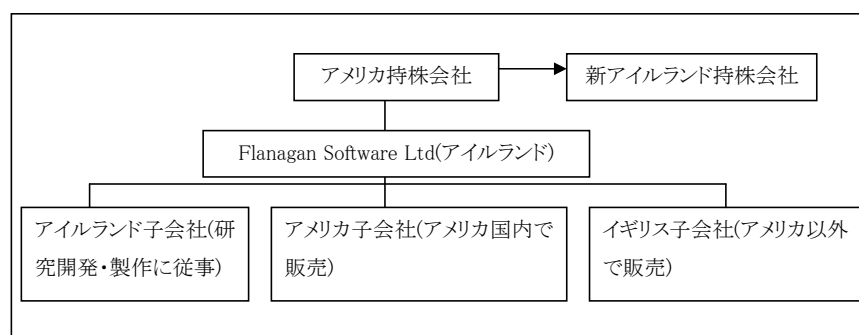 アメリカ持株会社
新アイルランド持株会社
Flanagan Software Ltd(アイルランド)
アイルランド子会社(研
究開発・製作に従事)
アメリカ子会社(アメリカ国内で
販売)
イギリス子会社(アメリカ以外
で販売)